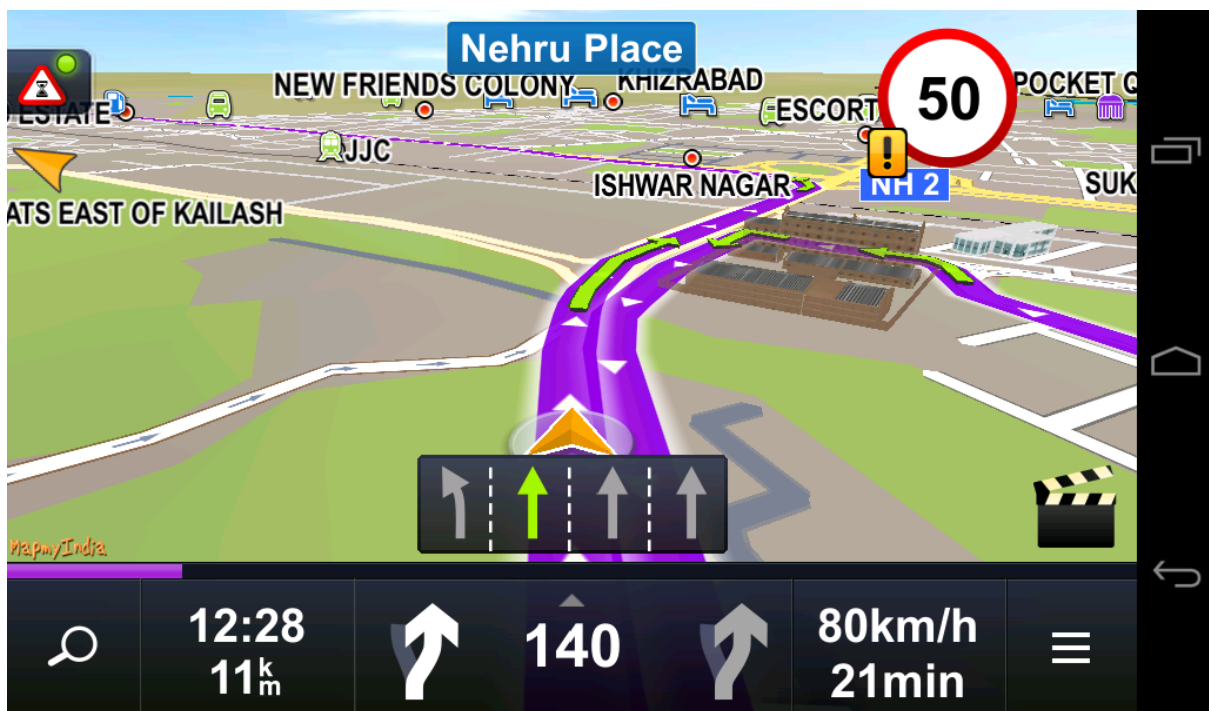 Nehru Place
50
NEW FRIENDS COLONY
KHIZRABAD
POCKET Q
ESTATE
ESCORT
JJC
ISHWAR NAGAR
NH 2
SUK
ATS EAST OF KAILASH
MapmyIndia
12:28
11km
140
80km/h
21min